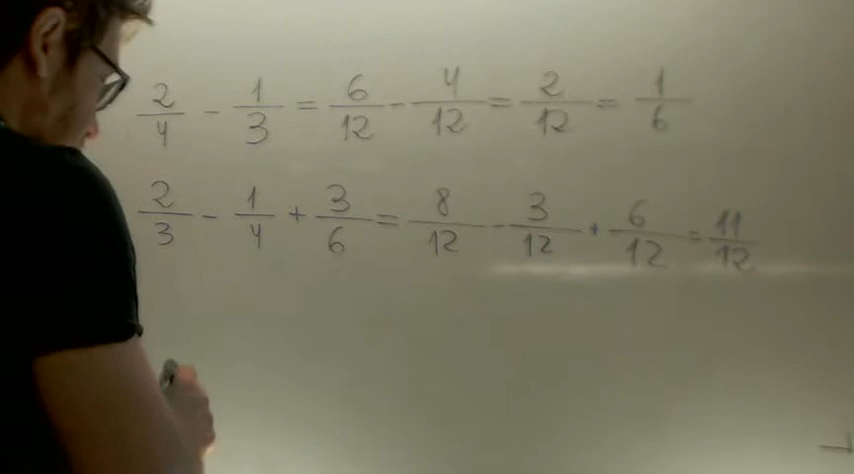 2/4 - 1/3 = 6/12 - 4/12 = 2/12 = 1/6
2/3 - 1/4 + 3/6 = 8/12 - 3/12 + 6/12 = 11/12